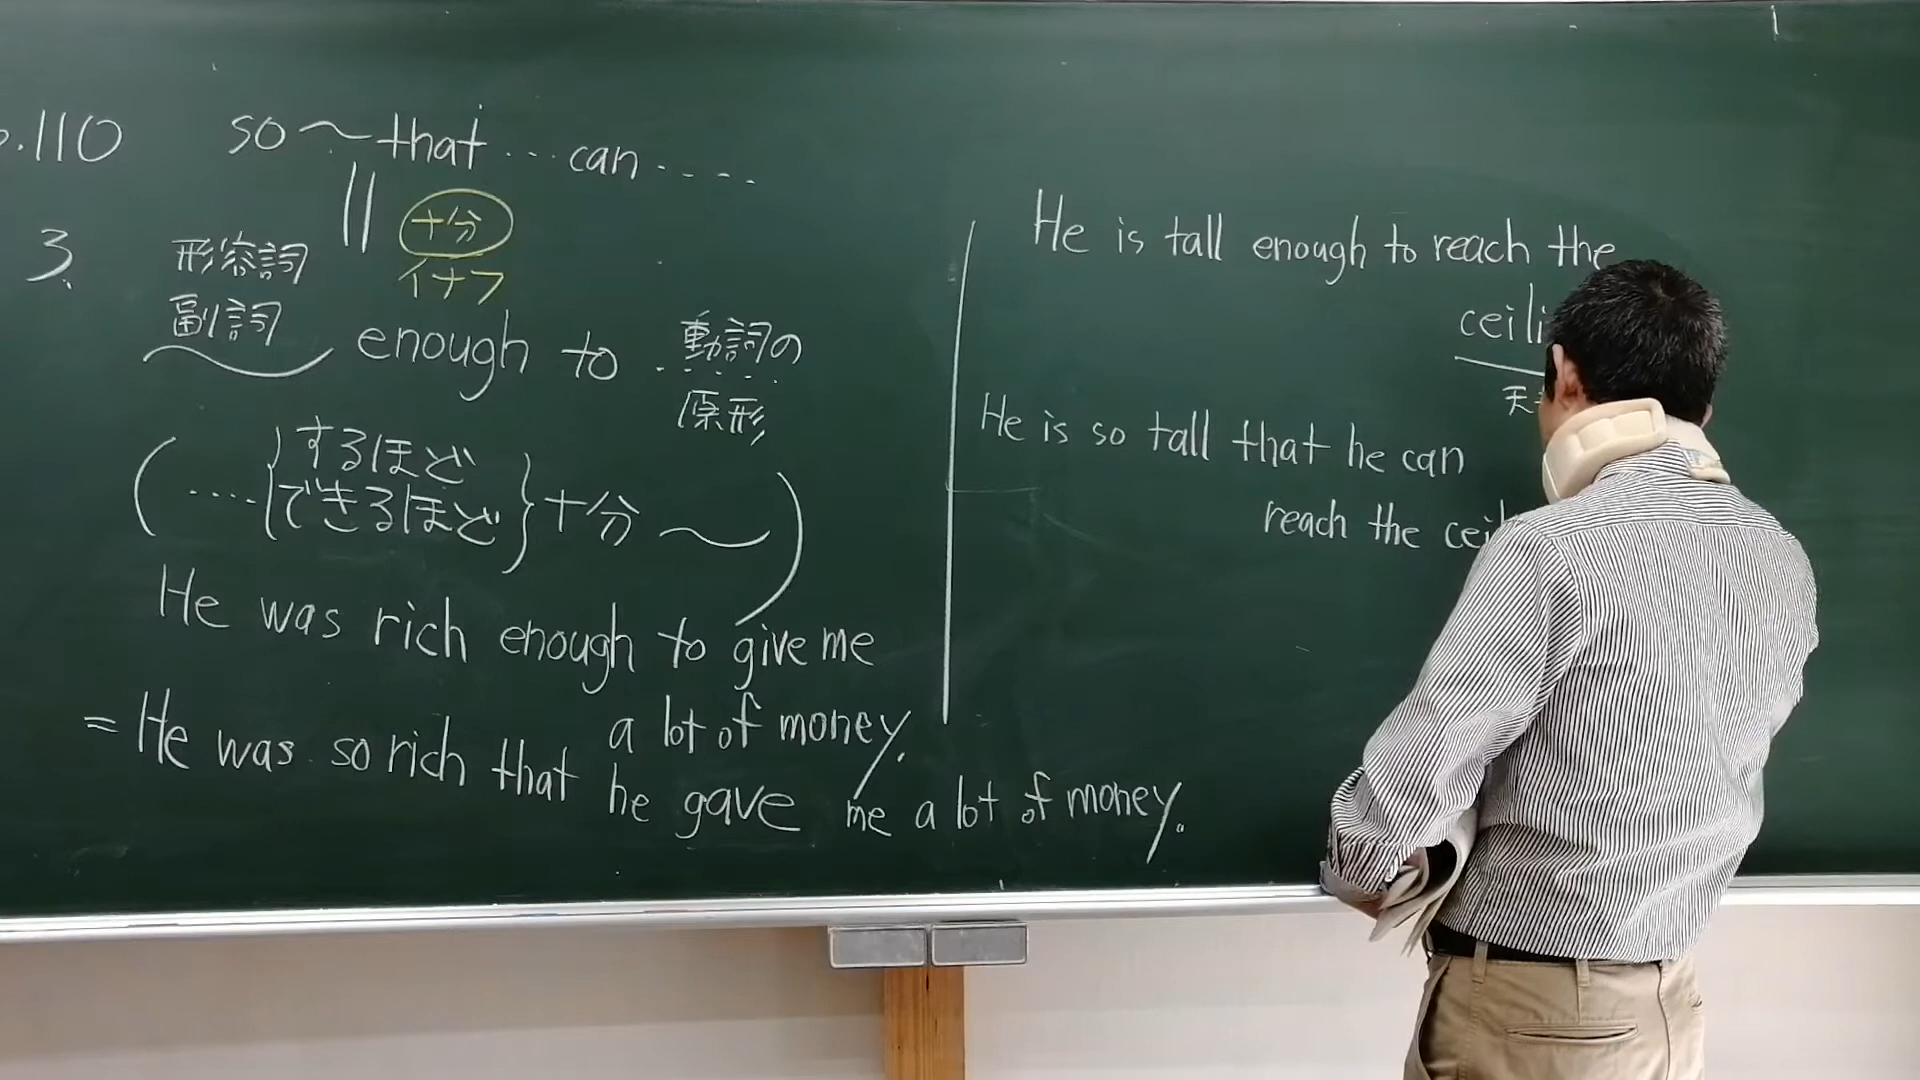 .110
so～that…can.....
||
十分
イナフ
3.
形容詞
副詞
～ enough to … 動詞の
原形
(....{するほど
できるほど}十分～)
He was rich enough to give me
a lot of money.
= He was so rich that he gave me a lot of money.
He is tall enough to reach the
天
He is so tall that he can
reach the